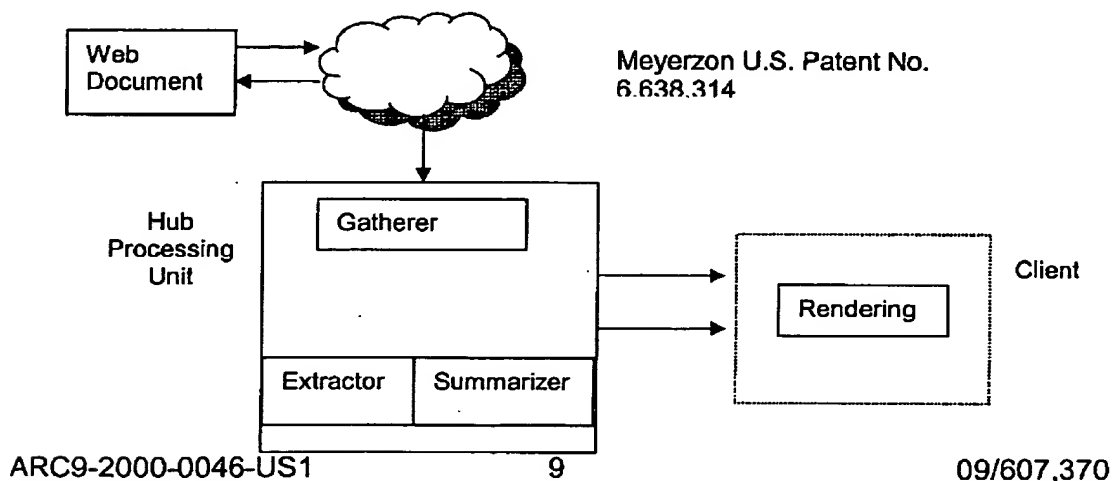 Web
Document
Meyerzon U.S. Patent No.
6,638,314
Hub
Processing
Unit
Gatherer
Extractor
Summarizer
Rendering
Client
ARC9-2000-0046-US1
9
09/607,370